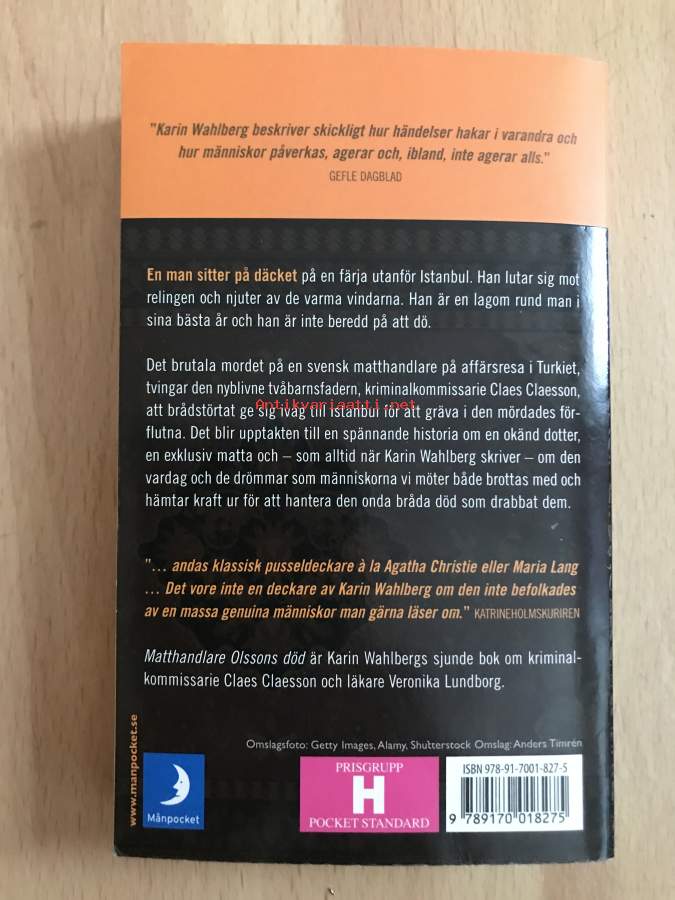 "Karin Wahlberg beskriver skickligt hur händelser hakar i varandra och
hur människor påverkas, agerar och, ibland, inte agerar alls."
GEFLE DAGBLAD
En man sitter på däcket på en färja utanför Istanbul. Han lutar sig mot
relingen och njuter av de varma vindarna. Han är en lagom rund man i
sina bästa år och han är inte beredd på att dö.
Det brutala mordet på en svensk matthandlare på affärsresa i Turkiet,
tvingar den nyblivne tvåbarnsfadern, kriminalkommissarie Claes Claesson,
Antikvariaatti.net
att brådstörtat ge sig iväg till Istanbul för att gräva i den mördades för-
flutna. Det blir upptakten till en spännande historia om en okänd dotter,
en exklusiv matta och – som alltid när Karin Wahlberg skriver – om den
vardag och de drömmar som människorna vi möter både brottas med och
hämtar kraft ur för att hantera den onda bråda död som drabbat dem.
"... andas klassisk pusseldeckare à la Agatha Christie eller Maria Lang
... Det vore inte en deckare av Karin Wahlberg om den inte befolkades
av en massa genuina människor man gärna läser om." KATRINEHOLMSKURIREN
Matthandlare Olssons död är Karin Wahlbergs sjunde bok om kriminal-
kommissarie Claes Claesson och läkare Veronika Lundborg.
www.manpocket.se
Omslagsfoto: Getty Images, Alamy, Shutterstock Omslag: Anders Timrén
Månpocket
PRISGRUPP
H
POCKET STANDARD
ISBN 978-91-7001-827-5
9 789170 018275